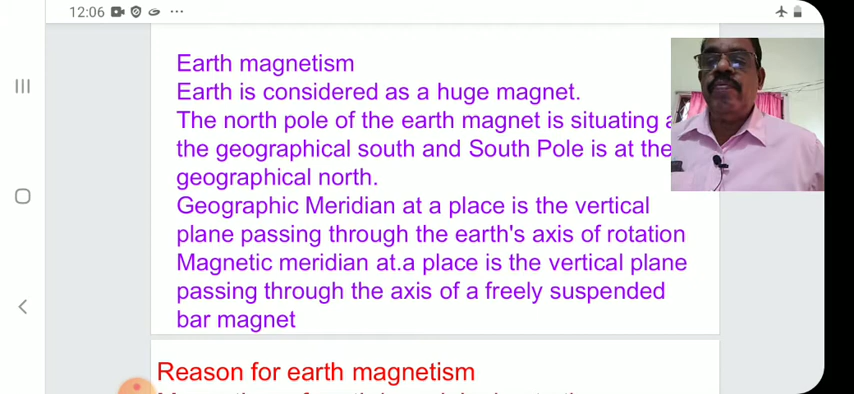 12:06
Earth magnetism
Earth is considered as a huge magnet.
The north pole of the earth magnet is situating
the geographical south and South Pole is at the
geographical north.
Geographic Meridian at a place is the vertical
plane passing through the earth's axis of rotation
Magnetic meridian at.a place is the vertical plane
passing through the axis of a freely suspended
bar magnet
Reason for earth magnetism